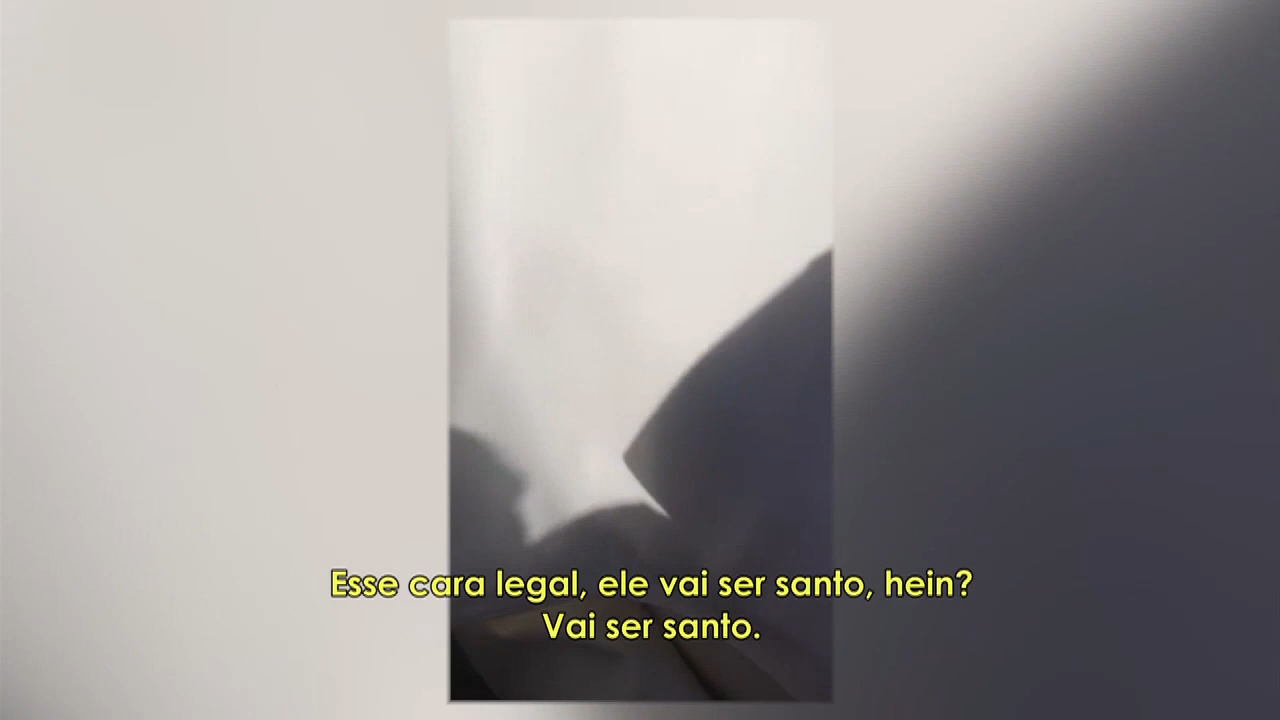 Esse cara legal, ele vai ser santo, hein?
Vai ser santo.